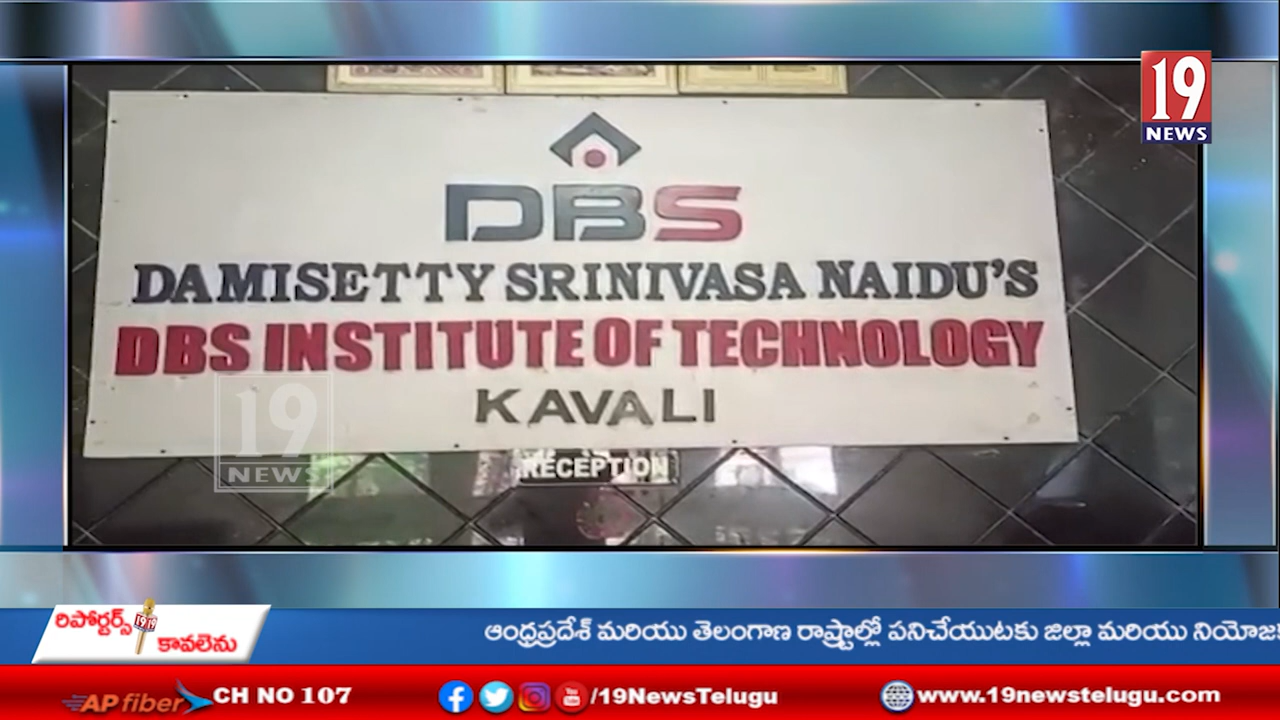 19
NEWS
DBS
DAMISETTY SRINIVASA NAIDU'S
DBS INSTITUTE OF TECHNOLOGY
KAVALI
19
NEWS
RECEPTION
రిపోర్టర్స్ 1919
కావలెను
ఆంధ్రప్రదేశ్ మరియు తెలంగాణ రాష్ట్రాల్లో పనిచేయుటకు జిల్లా మరియు
AP fiber CH NO 107
/19NewsTelugu
www.19newstelugu.com